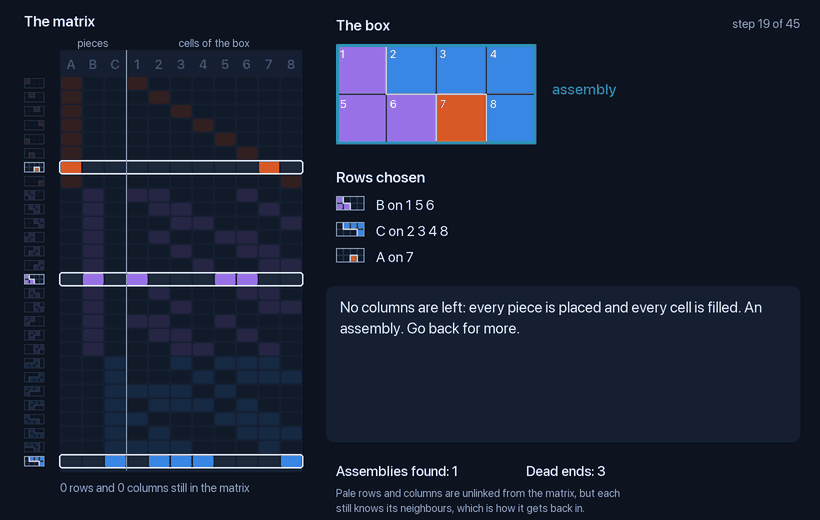 The matrix
pieces cells of the box
A B C 1 2 3 4 5 6 7 8
0 rows and 0 columns still in the matrix
The box
step 19 of 45
1 2 3 4
5 6 7 8
assembly
Rows chosen
B on 1 5 6
C on 2 3 4 8
A on 7
No columns are left: every piece is placed and every cell is filled. An
assembly. Go back for more.
Assemblies found: 1 Dead ends: 3
Pale rows and columns are unlinked from the matrix, but each
still knows its neighbours, which is how it gets back in.